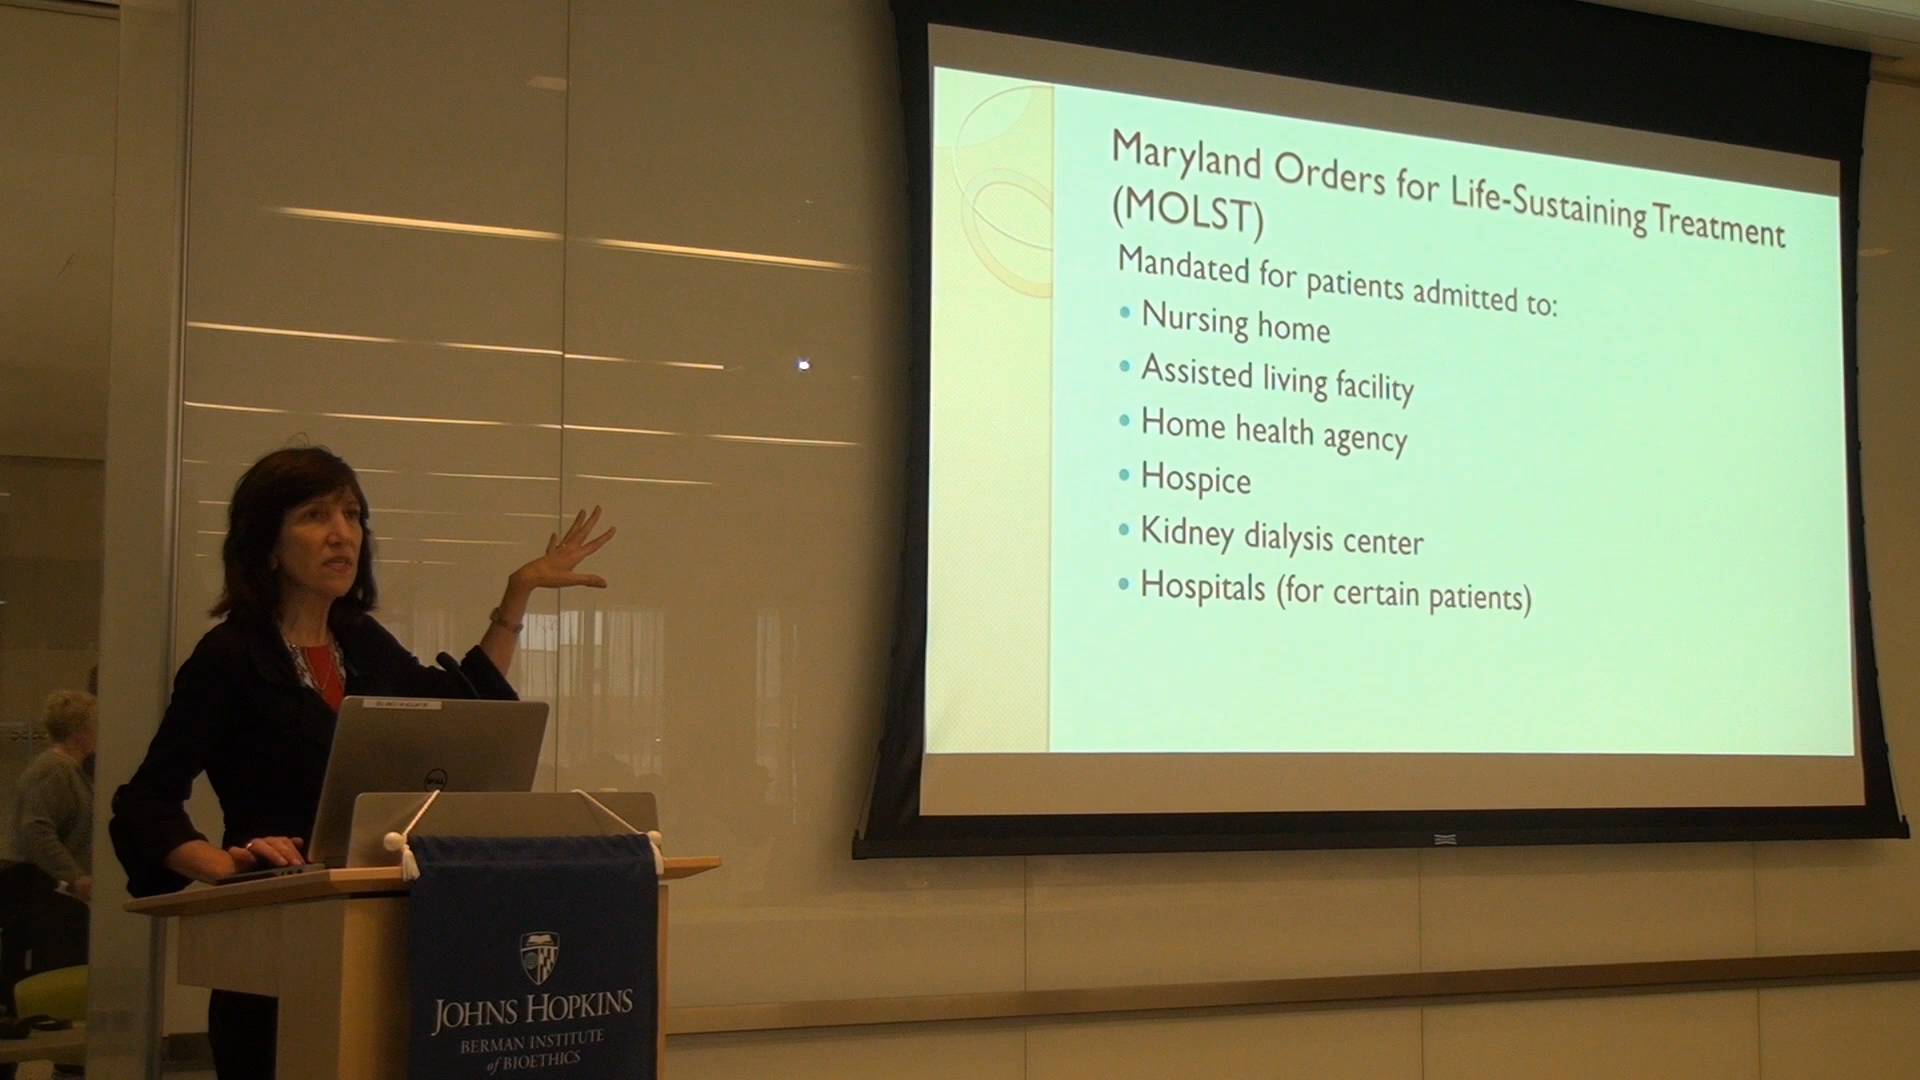 Maryland Orders for Life-Sustaining Treatment
(MOLST)
Mandated for patients admitted to:
• Nursing home
• Assisted living facility
• Home health agency
• Hospice
• Kidney dialysis center
• Hospitals (for certain patients)
DELL
JOHNS HOPKINS
BERMAN INSTITUTE
of BIOETHICS